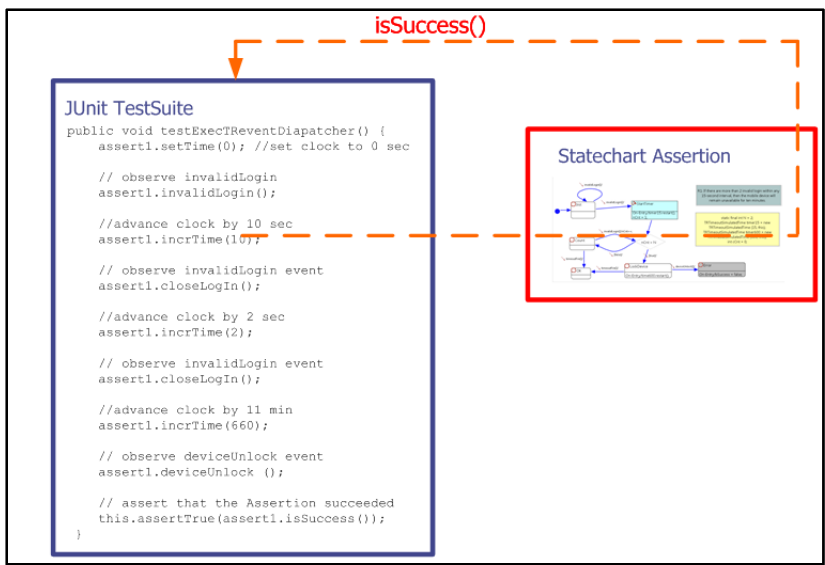 isSuccess()
JUnit TestSuite
public void testExecTReventDiapatcher() {
assert1.setTime(0); //set clock to 0 sec
// observe invalidLogin
assert1.invalidLogin();
//advance clock by 10 sec
assert1.incrTime(10);
// observe invalidLogin event
assert1.closeLogIn();
//advance clock by 2 sec
assert1.incrTime(2);
// observe invalidLogin event
assert1.closeLogIn();
//advance clock by 11 min
assert1.incrTime(660);
// observe deviceUnlock event
assert1.deviceUnlock ();
// assert that the Assertion succeeded
this.assertTrue(assert1.isSuccess());
}
Statechart Assertion